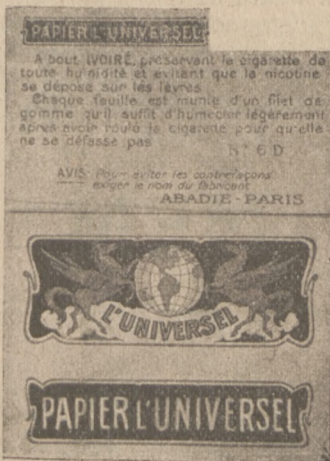 PAPIER L'UNIVERSEL
A bout IVOIRE, préservant la cigarette de
toute humidité et évitant que la nicotine
se dépose sur les lèvres
Chaque feuille est munie d'un filet de
gomme qu'il suffit d'humecter légèrement
après avoir roulé la cigarette pour qu'elle
ne se défasse pas
N° 6 D
AVIS: Pour éviter les contrefaçons
exiger le nom du fabricant
ABADIE - PARIS
L'UNIVERSEL
PAPIER L'UNIVERSEL